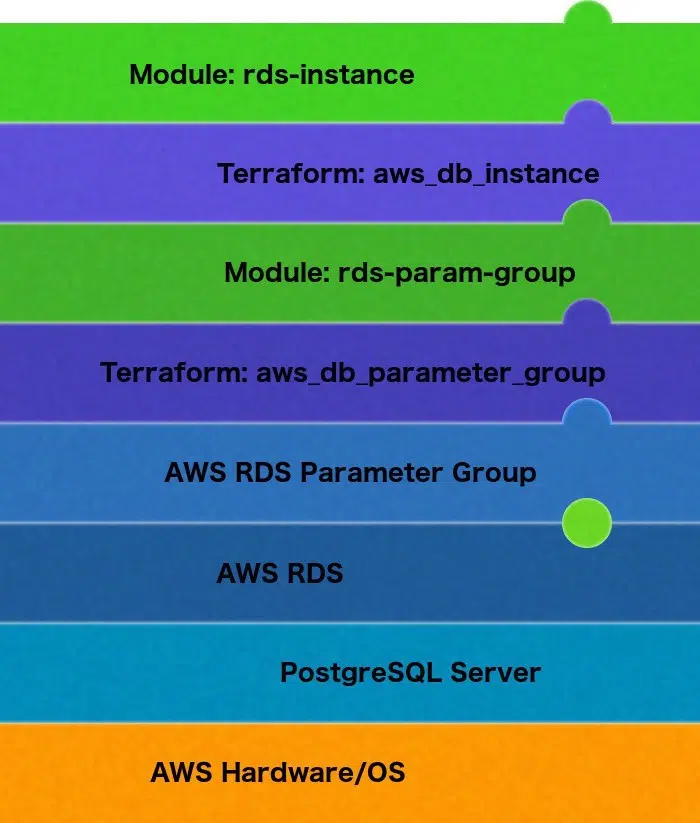 Module: rds-instance
Terraform: aws_db_instance
Module: rds-param-group
Terraform: aws_db_parameter_group
AWS RDS Parameter Group
AWS RDS
PostgreSQL Server
AWS Hardware/OS